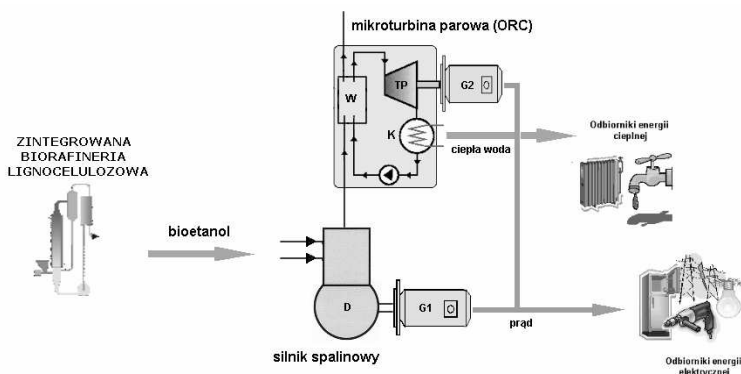 mikroturbina parowa (ORC)
TP
G2
W
K
ciepła woda
Odbiorniki energii
cieplnej
ZINTEGROWANA
BIORAFINERIA
LIGNOCELULOZOWA
bioetanol
D
G1
prąd
silnik spalinowy
Odbiorniki energii
elektrycznej